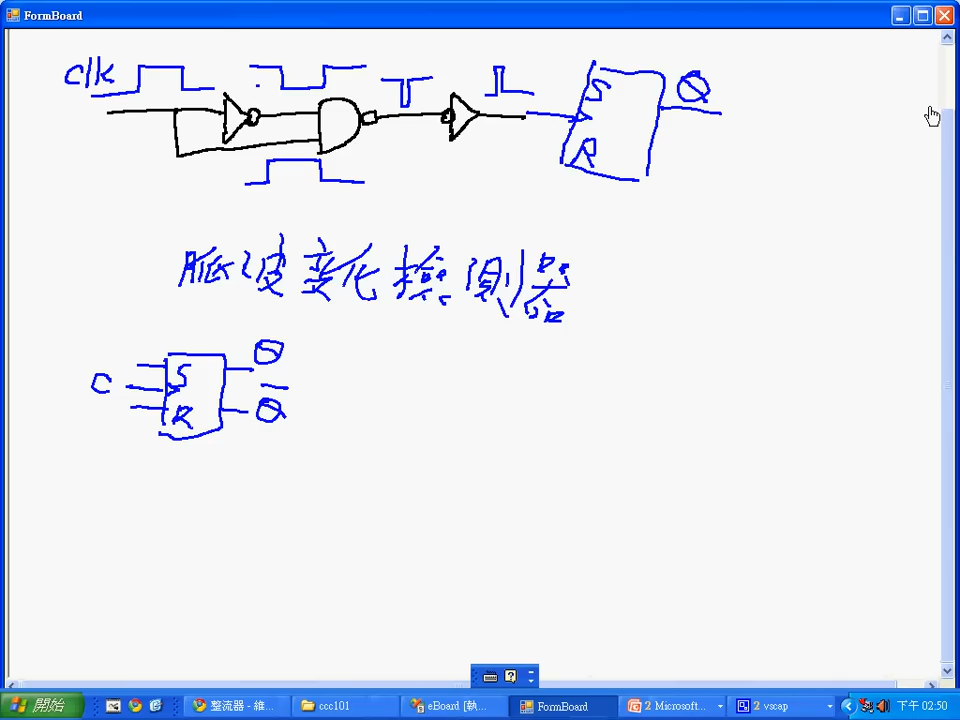 FormBoard
clk
S
Q
R
脈波变化檢測器
Q
S
C
R
Q
開始
整流器 - 維...
ccc101
eBoard [執...
FormBoard
2 Microsoft...
2 vscap
下午 02:50